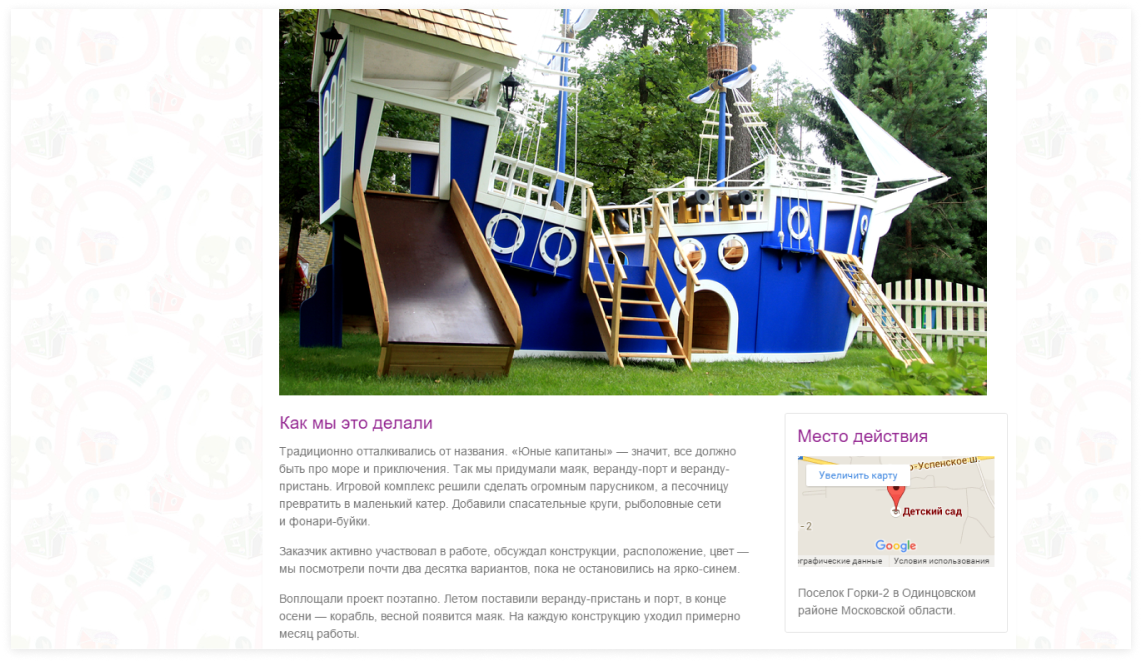 Как мы это делали
Традиционно отталкивались от названия. «Юные капитаны» — значит, все должно
быть про море и приключения. Так мы придумали маяк, веранду-порт и веранду-
пристань. Игровой комплекс решили сделать огромным парусником, а песочницу
превратить в маленький катер. Добавили спасательные круги, рыболовные сети
и фонари-буйки.
Заказчик активно участвовал в работе, обсуждал конструкции, расположение, цвет —
мы посмотрели почти два десятка вариантов, пока не остановились на ярко-синем.
Воплощали проект поэтапно. Летом поставили веранду-пристань и порт, в конце
осени — корабль, весной появится маяк. На каждую конструкцию уходил примерно
месяц работы.
Место действия
о-Успенское ш.
Увеличить карту
Детский сад
–2
Google
ографические данные
Условия использования
Поселок Горки-2 в Одинцовском
районе Московской области.